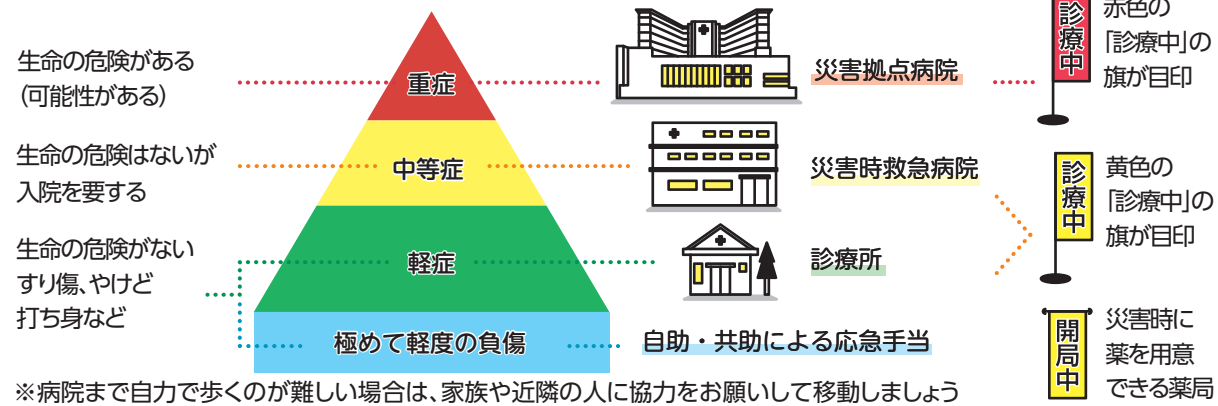 生命の危険がある
(可能性がある)
重症
災害拠点病院
診療中
赤色の
「診療中」の
旗が目印
生命の危険はないが
入院を要する
中等症
災害時救急病院
診療中
黄色の
「診療中」の
旗が目印
生命の危険がない
すり傷、やけど
打ち身など
軽症
診療所
極めて軽度の負傷
自助・共助による応急手当
開局中
災害時に
薬を用意
できる薬局
※病院まで自力で歩くのが難しい場合は、家族や近隣の人に協力をお願いして移動しましょう